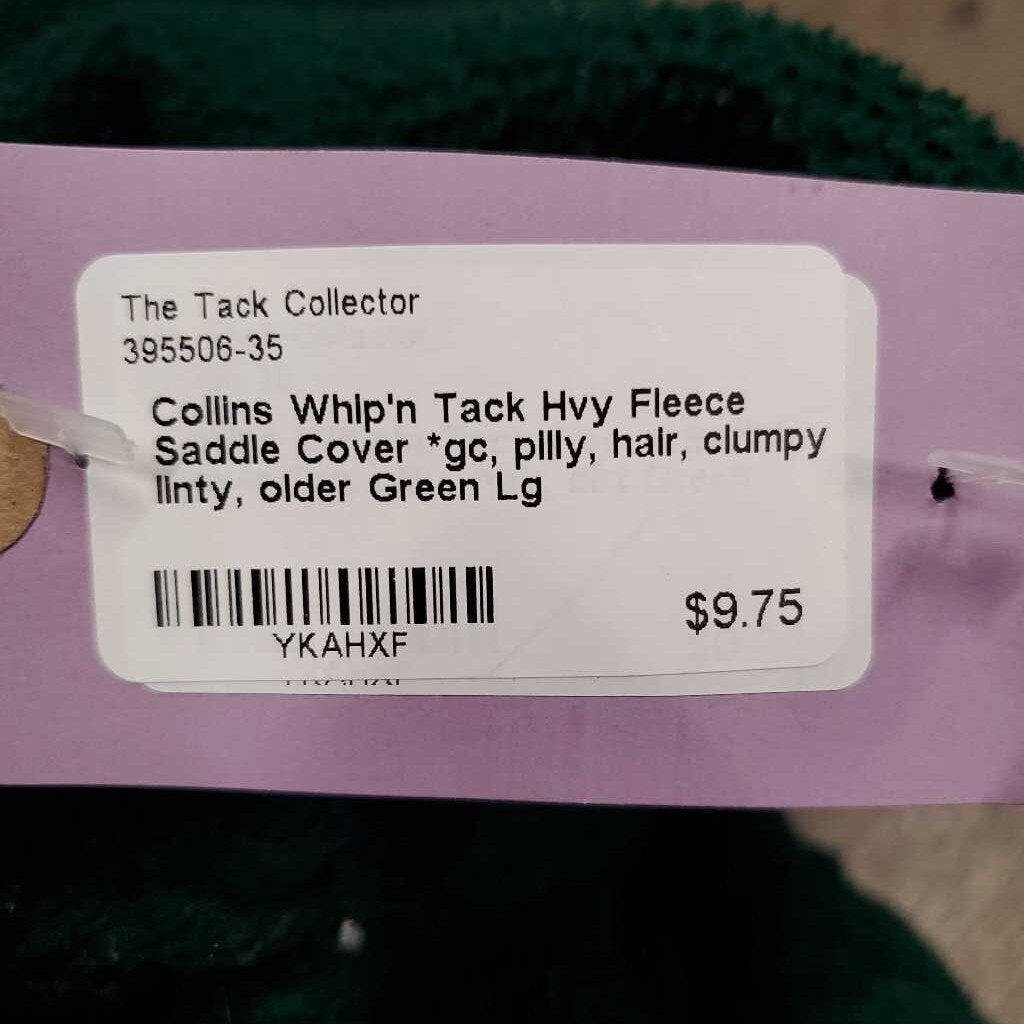 The Tack Collector
395506-35
Collins Whip'n Tack Hvy Fleece
Saddle Cover *gc, pilly, hair, clumpy
linty, older Green Lg
YKAHXF
$9.75